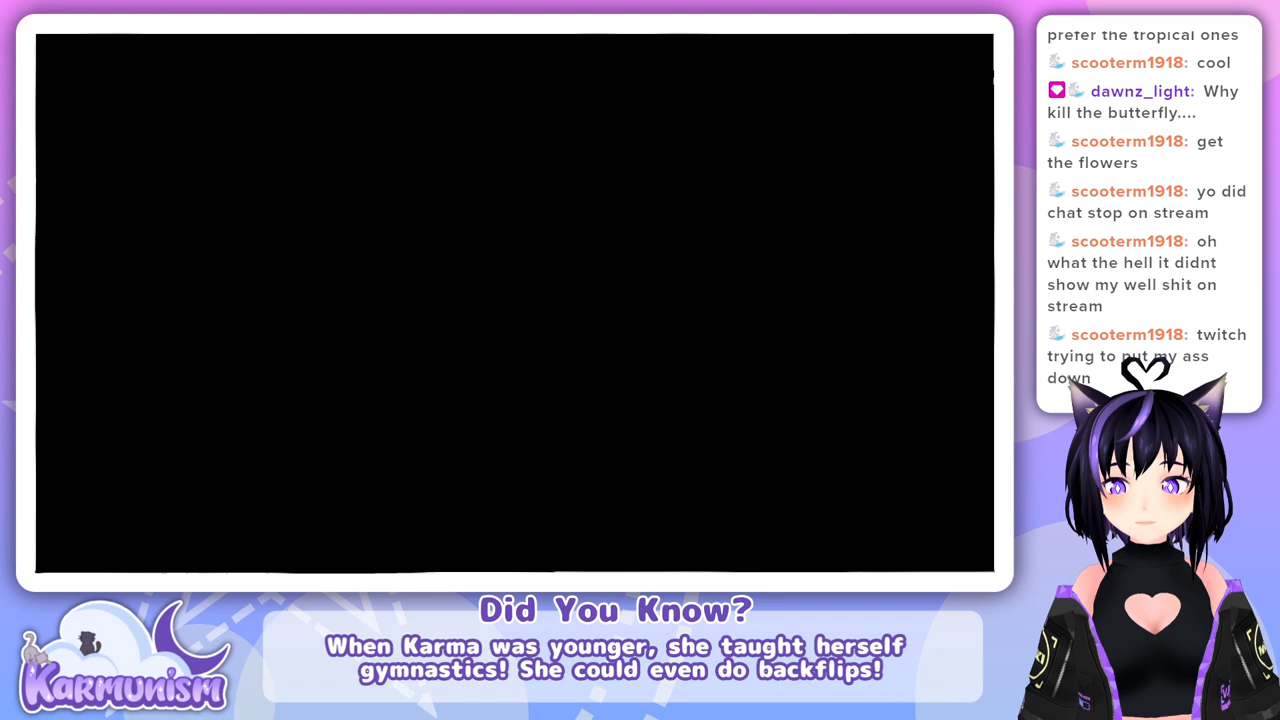 prefer the tropical ones
scooterm1918: cool
dawnz_light: Why
kill the butterfly....
scooterm1918: get
the flowers
scooterm1918: yo did
chat stop on stream
scooterm1918: oh
what the hell it didnt
show my well shit on
stream
scooterm1918: twitch
trying to put my ass
down
Did You Know?
When Karma was younger, she taught herself
gymnastics! She could even do backflips!
Karmunism